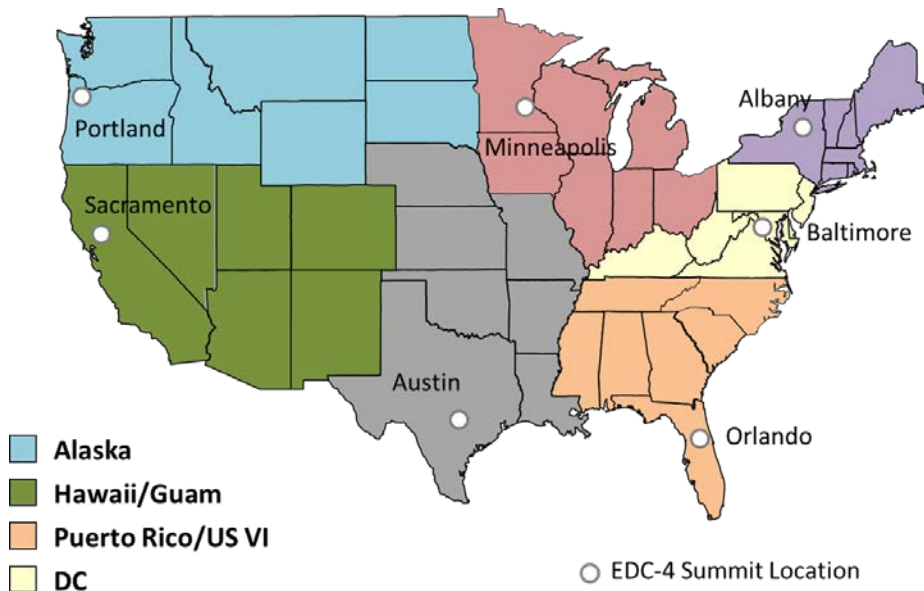 Albany
Portland
Minneapolis
Sacramento
Baltimore
Austin
Orlando
Alaska
Hawaii/Guam
Puerto Rico/US VI
DC
EDC-4 Summit Location